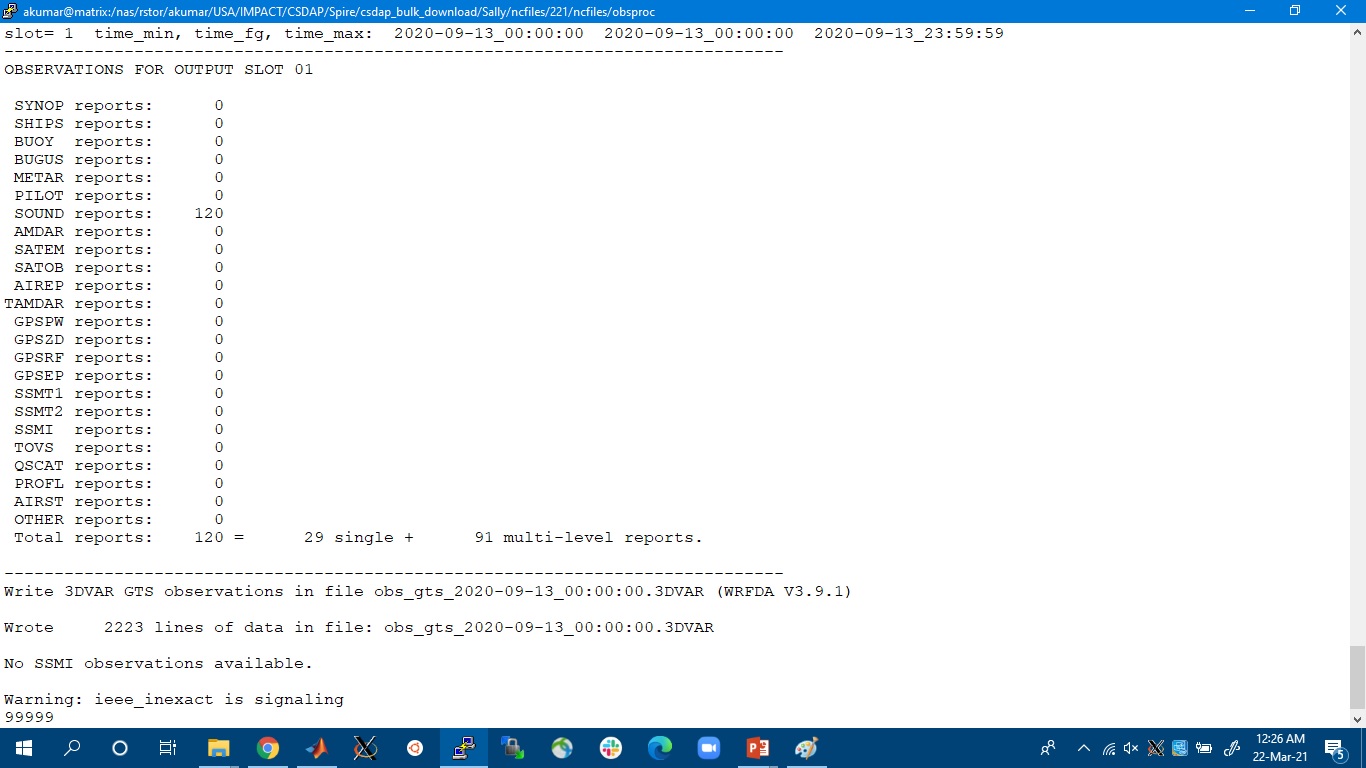 akumar@matrix:/nas/rstor/akumar/USA/IMPACT/CSDAP/Spire/csdap_bulk_download/Sally/ncfiles/221/ncfiles/obsproc
slot= 1  time_min, time_fg, time_max:  2020-09-13_00:00:00  2020-09-13_00:00:00  2020-09-13_23:59:59
------------------------------------------------------------------------------
OBSERVATIONS FOR OUTPUT SLOT 01
SYNOP reports:      0
SHIPS reports:      0
BUOY  reports:      0
BUGUS reports:      0
METAR reports:      0
PILOT reports:      0
SOUND reports:    120
AMDAR reports:      0
SATEM reports:      0
SATOB reports:      0
AIREP reports:      0
TAMDAR reports:      0
GPSPW reports:      0
GPSZD reports:      0
GPSRF reports:      0
GPSEP reports:      0
SSMT1 reports:      0
SSMT2 reports:      0
SSMI  reports:      0
TOVS  reports:      0
QSCAT reports:      0
PROFL reports:      0
AIRST reports:      0
OTHER reports:      0
Total reports:    120 =      29 single +      91 multi-level reports.
------------------------------------------------------------------------------
Write 3DVAR GTS observations in file obs_gts_2020-09-13_00:00:00.3DVAR (WRFDA V3.9.1)
Wrote     2223 lines of data in file: obs_gts_2020-09-13_00:00:00.3DVAR
No SSMI observations available.
Warning: ieee_inexact is signaling
99999
12:26 AM
22-Mar-21
5